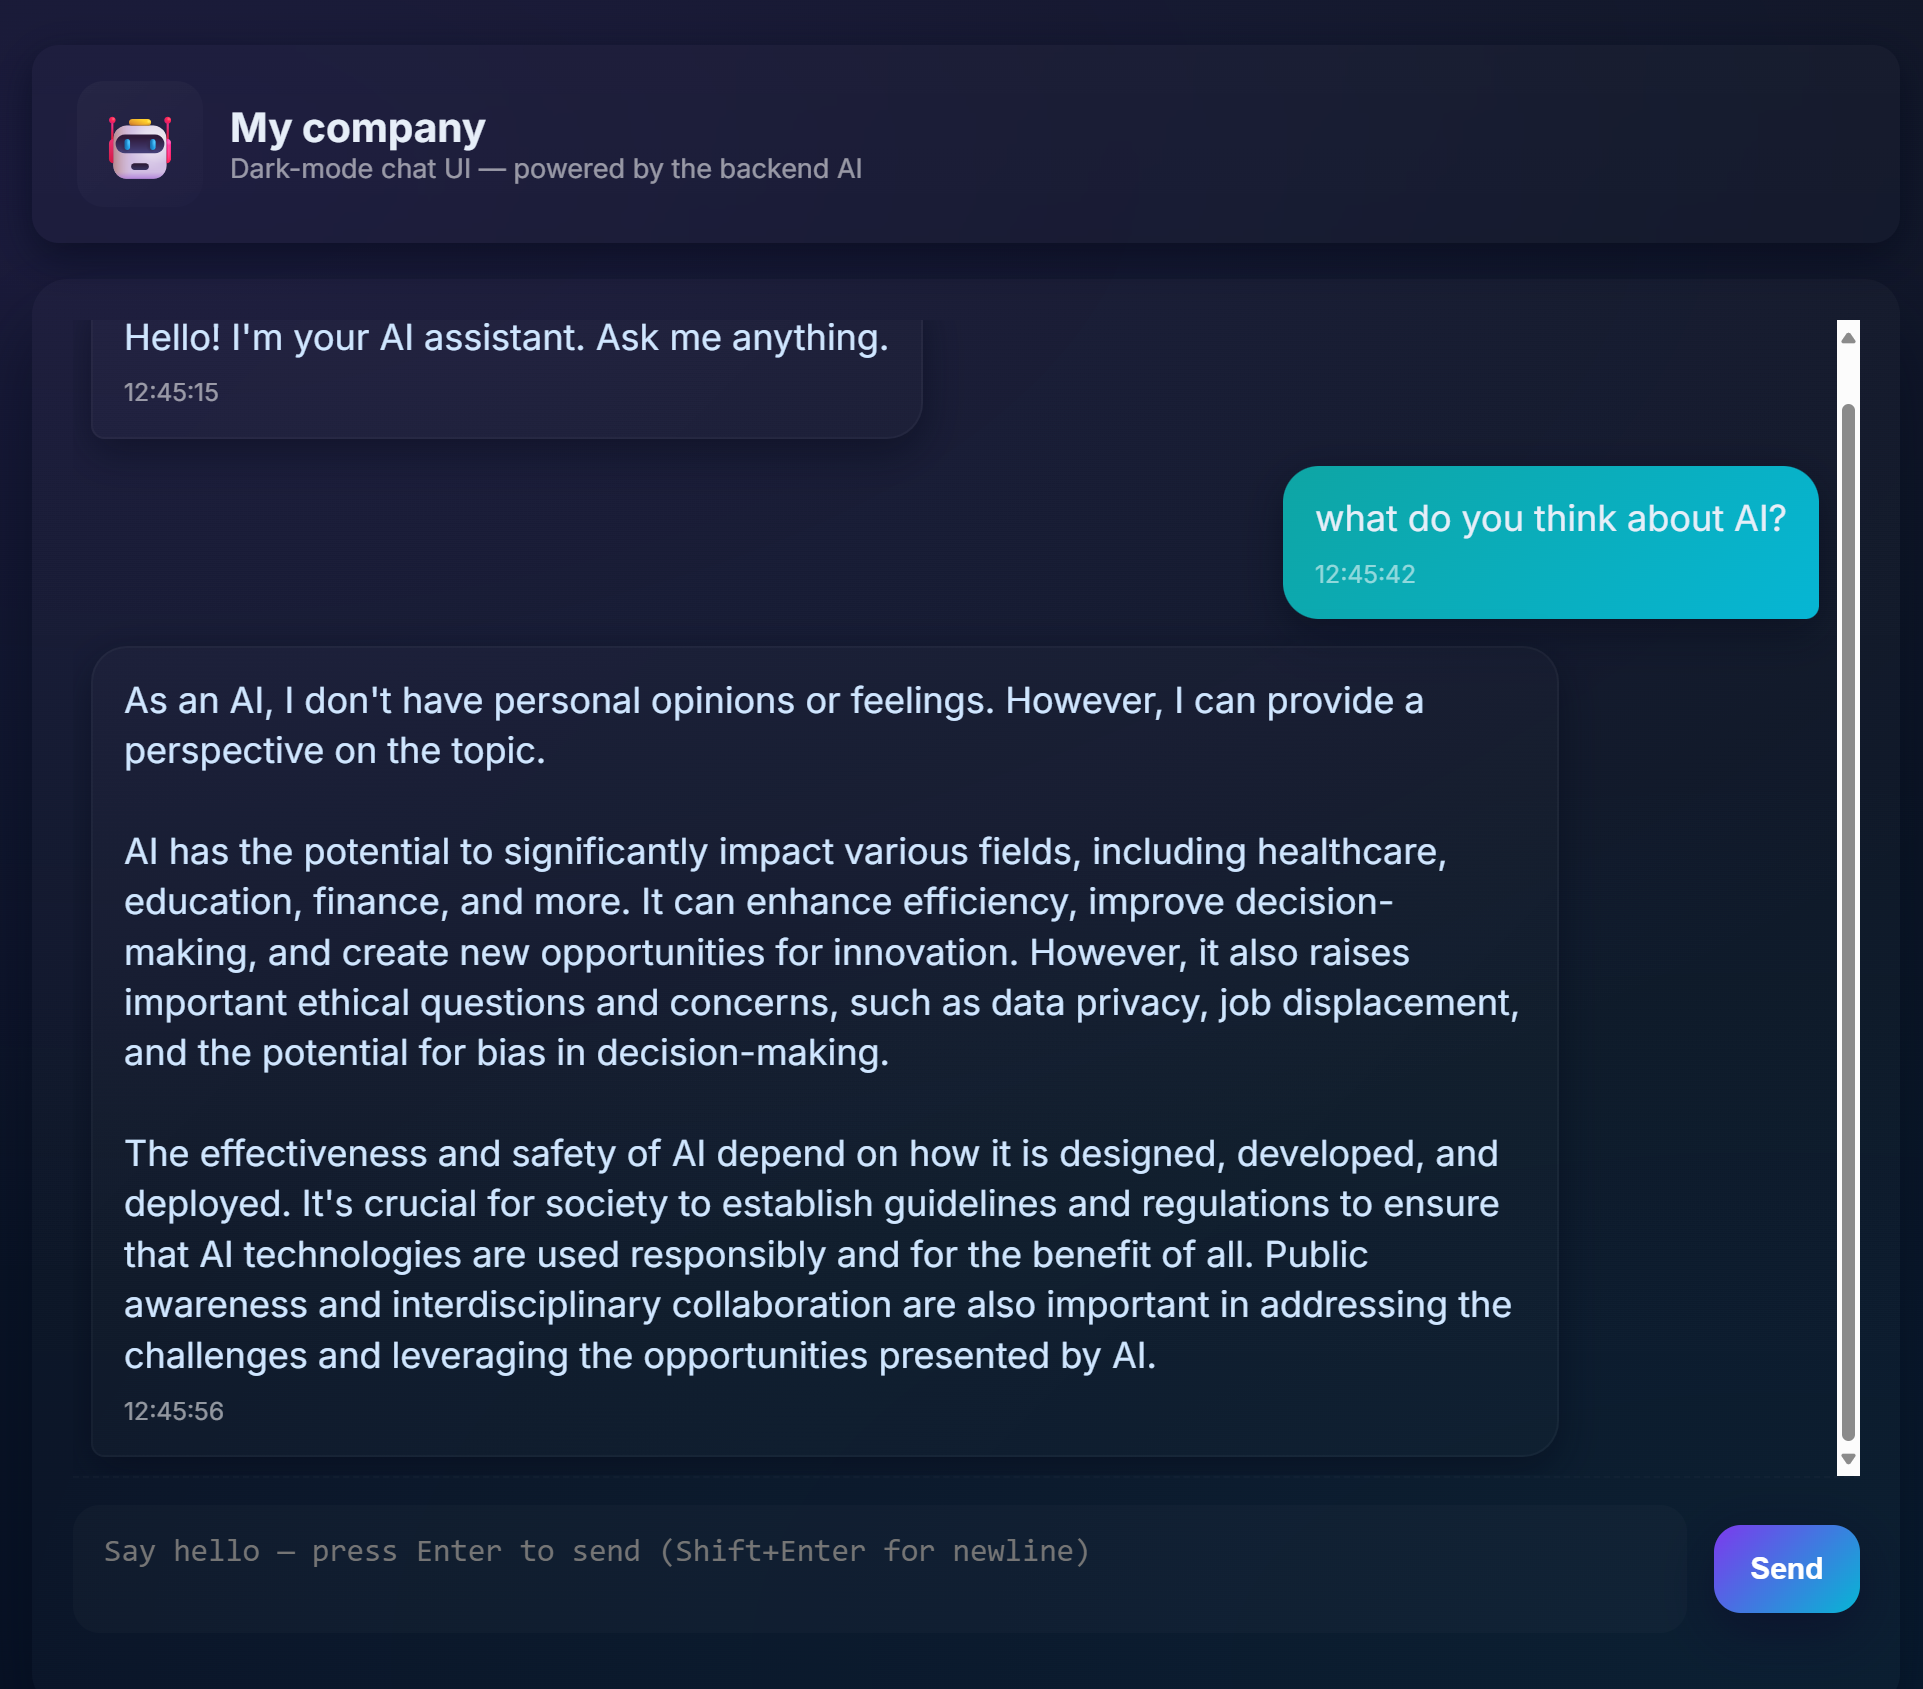 My company
Dark-mode chat UI — powered by the backend AI
Hello! I'm your AI assistant. Ask me anything.
12:45:15
what do you think about AI?
12:45:42
As an AI, I don't have personal opinions or feelings. However, I can provide a
perspective on the topic.
AI has the potential to significantly impact various fields, including healthcare,
education, finance, and more. It can enhance efficiency, improve decision-
making, and create new opportunities for innovation. However, it also raises
important ethical questions and concerns, such as data privacy, job displacement,
and the potential for bias in decision-making.
The effectiveness and safety of AI depend on how it is designed, developed, and
deployed. It's crucial for society to establish guidelines and regulations to ensure
that AI technologies are used responsibly and for the benefit of all. Public
awareness and interdisciplinary collaboration are also important in addressing the
challenges and leveraging the opportunities presented by AI.
12:45:56
Say hello — press Enter to send (Shift+Enter for newline)
Send